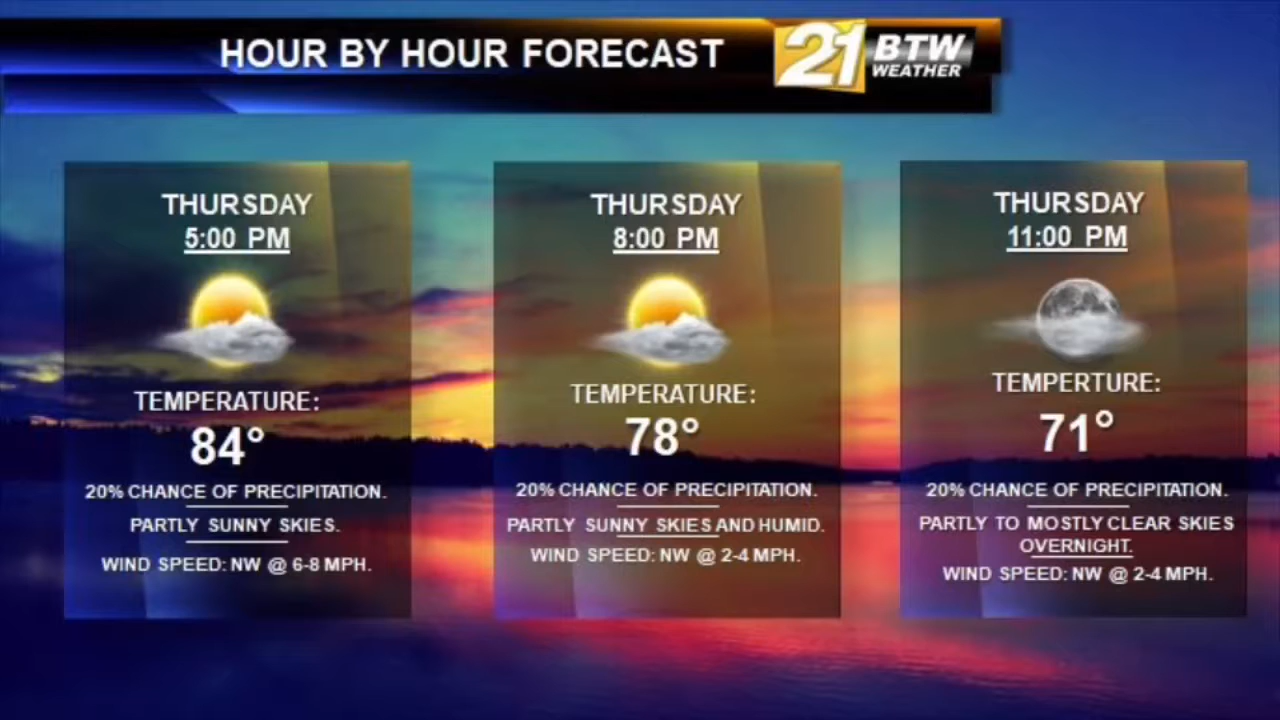 HOUR BY HOUR FORECAST
21 BTW
WEATHER
THURSDAY
5:00 PM
TEMPERATURE:
84°
20% CHANCE OF PRECIPITATION.
PARTLY SUNNY SKIES.
WIND SPEED: NW @ 6-8 MPH.
THURSDAY
8:00 PM
TEMPERATURE:
78°
20% CHANCE OF PRECIPITATION.
PARTLY SUNNY SKIES AND HUMID.
WIND SPEED: NW @ 2-4 MPH.
THURSDAY
11:00 PM
TEMPERTURE:
71°
20% CHANCE OF PRECIPITATION.
PARTLY TO MOSTLY CLEAR SKIES
OVERNIGHT.
WIND SPEED: NW @ 2-4 MPH.